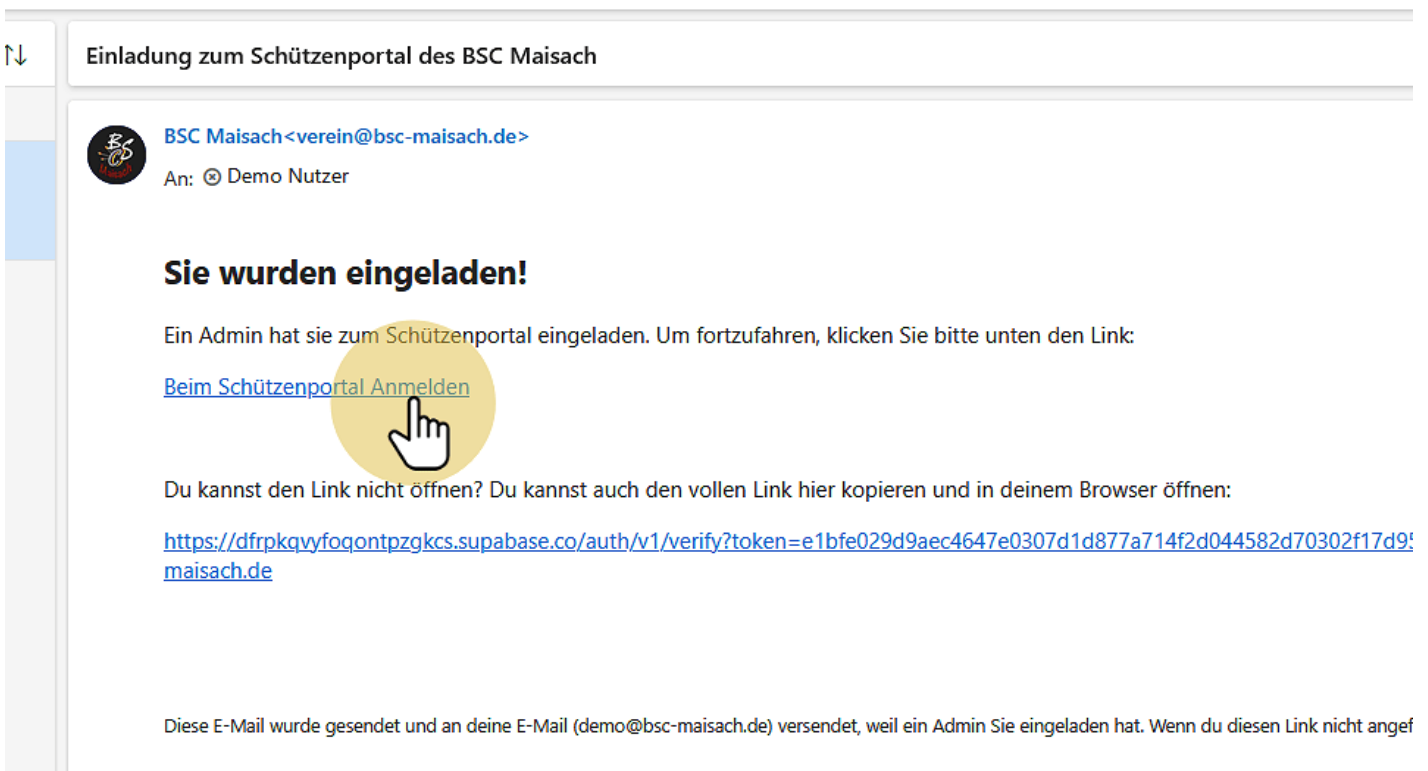 Einladung zum Schützenportal des BSC Maisach
BSC Maisach<verein@bsc-maisach.de>
An: Demo Nutzer
Sie wurden eingeladen!
Ein Admin hat sie zum Schützenportal eingeladen. Um fortzufahren, klicken Sie bitte unten den Link:
Beim Schützenportal Anmelden
Du kannst den Link nicht öffnen? Du kannst auch den vollen Link hier kopieren und in deinem Browser öffnen:
https://dfrpkqvyfoqontpzgkcs.supabase.co/auth/v1/verify?token=e1bfe029d9aec4647e0307d1d877a714f2d044582d70302f17d95
maisach.de
Diese E-Mail wurde gesendet und an deine E-Mail (demo@bsc-maisach.de) versendet, weil ein Admin Sie eingeladen hat. Wenn du diesen Link nicht angef